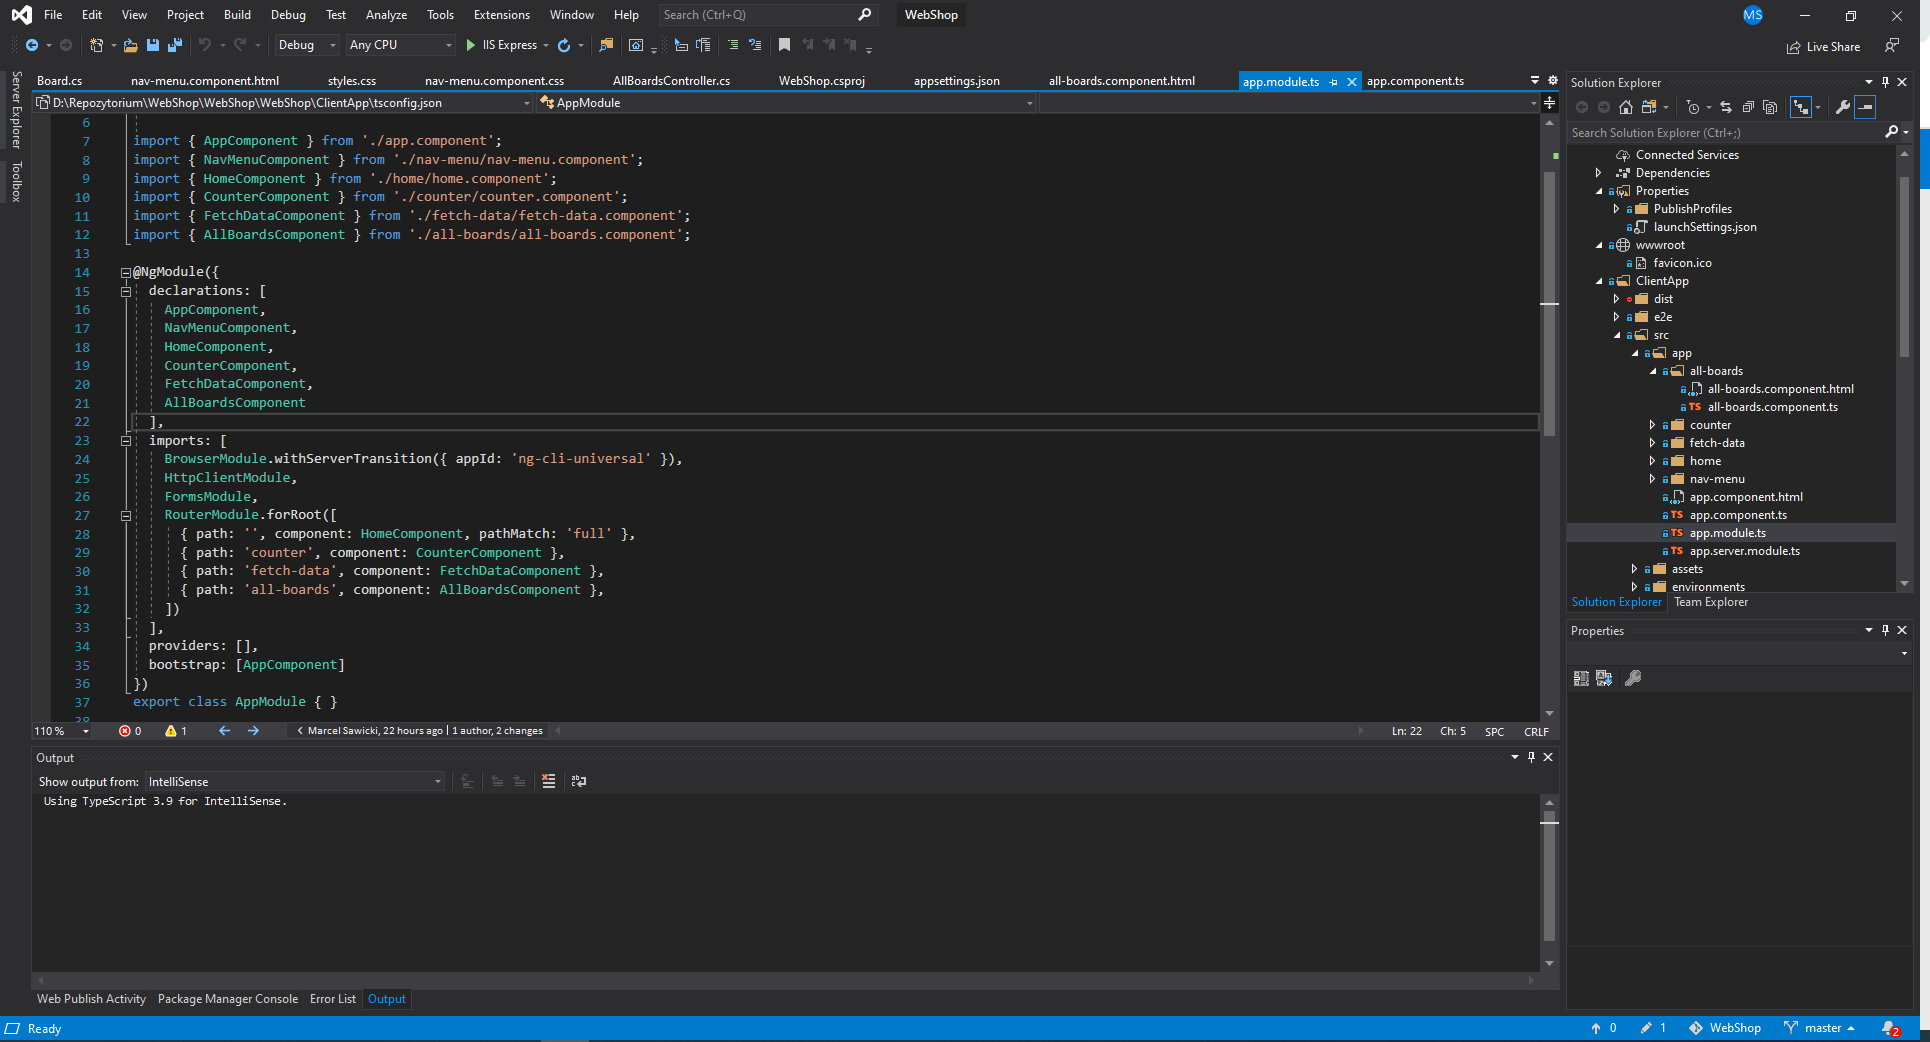 File Edit View Project Build Debug Test Analyze Tools Extensions Window Help Search (Ctrl+Q) WebShop MS
Debug Any CPU IIS Express Live Share
Server Explorer
Toolbox
Board.cs nav-menu.component.html styles.css nav-menu.component.css AllBoardsController.cs WebShop.csproj appsettings.json all-boards.component.html app.module.ts app.component.ts
D:\Repozytorium\WebShop\WebShop\WebShop\ClientApp\tsconfig.json AppModule
6
7 import { AppComponent } from './app.component';
8 import { NavMenuComponent } from './nav-menu/nav-menu.component';
9 import { HomeComponent } from './home/home.component';
10 import { CounterComponent } from './counter/counter.component';
11 import { FetchDataComponent } from './fetch-data/fetch-data.component';
12 import { AllBoardsComponent } from './all-boards/all-boards.component';
13
14 @NgModule({
15 declarations: [
16 AppComponent,
17 NavMenuComponent,
18 HomeComponent,
19 CounterComponent,
20 FetchDataComponent,
21 AllBoardsComponent
22 ],
23 imports: [
24 BrowserModule.withServerTransition({ appId: 'ng-cli-universal' }),
25 HttpClientModule,
26 FormsModule,
27 RouterModule.forRoot([
28 { path: '', component: HomeComponent, pathMatch: 'full' },
29 { path: 'counter', component: CounterComponent },
30 { path: 'fetch-data', component: FetchDataComponent },
31 { path: 'all-boards', component: AllBoardsComponent },
32 ])
33 ],
34 providers: [],
35 bootstrap: [AppComponent]
36 })
37 export class AppModule { }
38
110 % 0 1 Marcel Sawicki, 22 hours ago | 1 author, 2 changes Ln: 22 Ch: 5 SPC CRLF
Output
Show output from: IntelliSense
Using TypeScript 3.9 for IntelliSense.
Web Publish Activity Package Manager Console Error List Output
Solution Explorer
Search Solution Explorer (Ctrl+;)
Connected Services
Dependencies
Properties
PublishProfiles
launchSettings.json
wwwroot
favicon.ico
ClientApp
dist
e2e
src
app
all-boards
all-boards.component.html
TS all-boards.component.ts
counter
fetch-data
home
nav-menu
app.component.html
TS app.component.ts
TS app.module.ts
TS app.server.module.ts
assets
environments
Solution Explorer Team Explorer
Properties
Ready 0 1 WebShop master 2